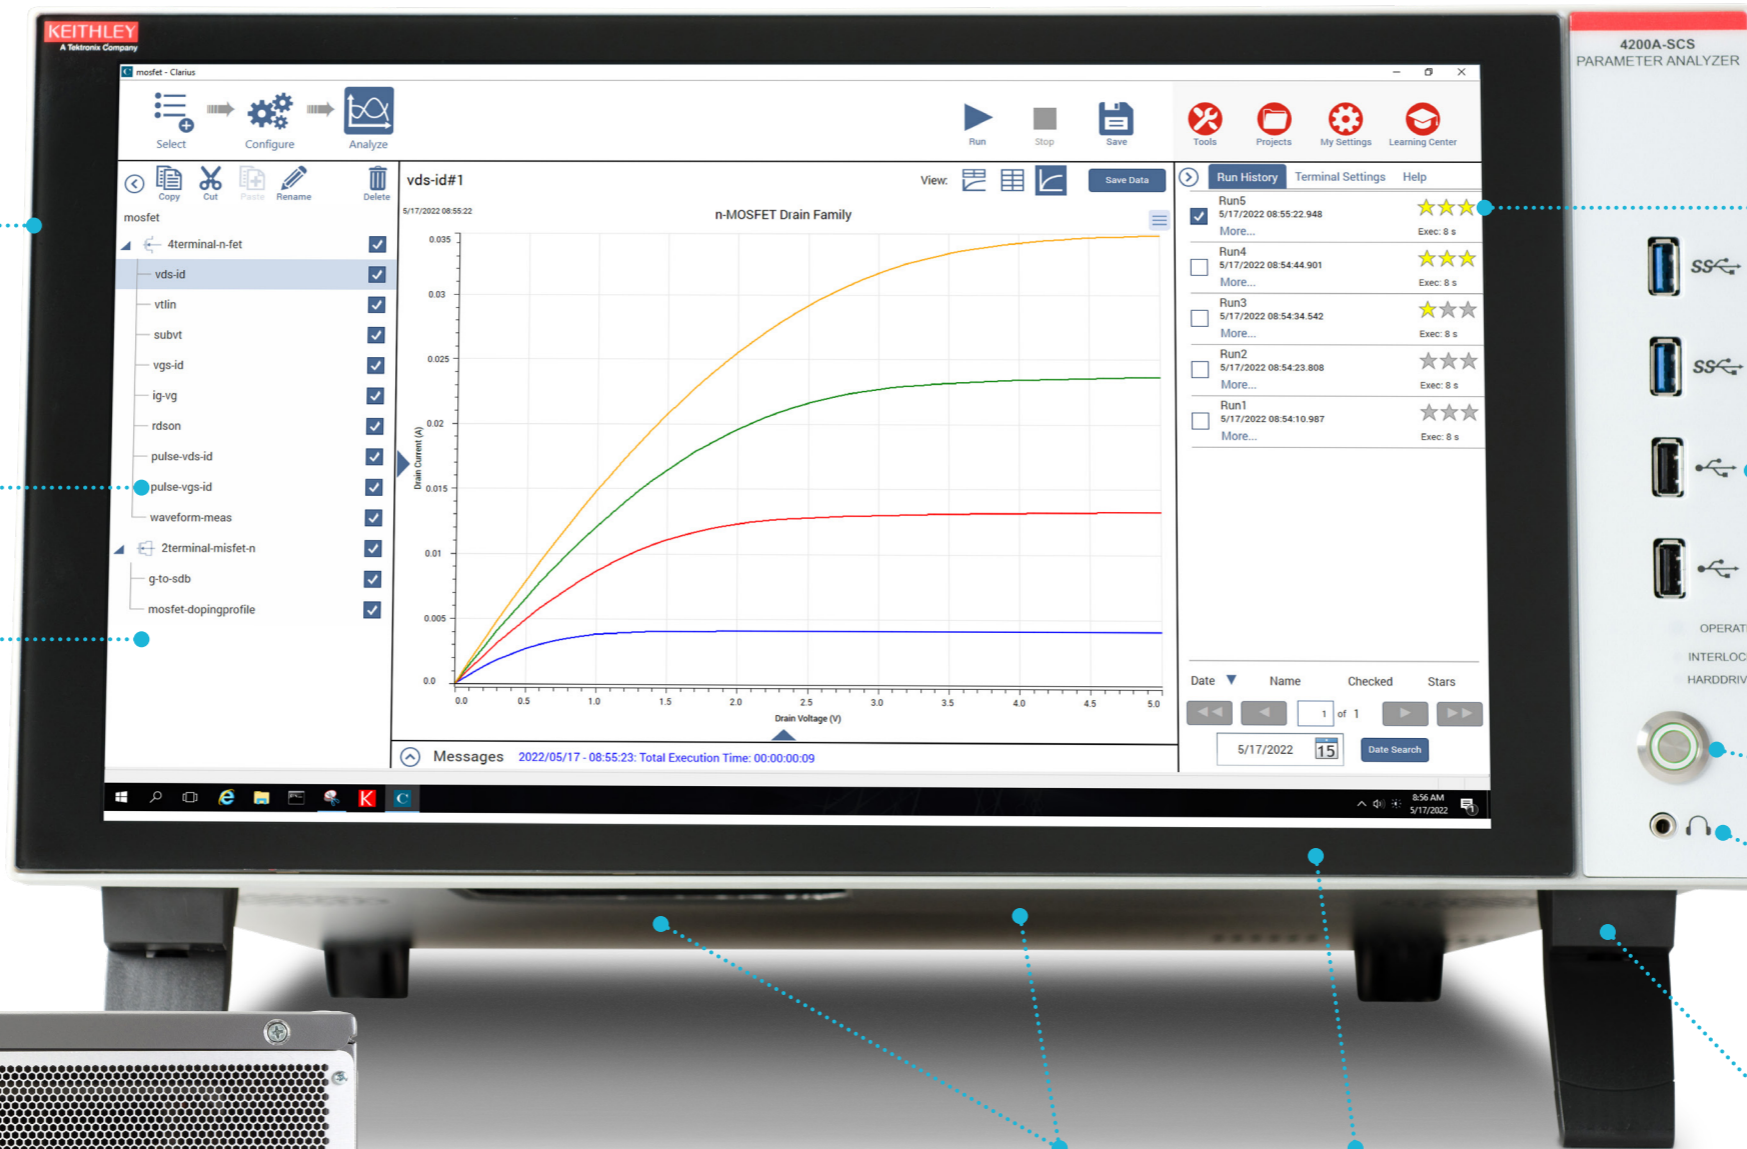 KEITHLEY
A Tektronix Company
4200A-SCS
PARAMETER ANALYZER
mosfet - Clarius
Select
Configure
Analyze
Run
Stop
Save
Tools
Projects
My Settings
Learning Center
Copy
Cut
Paste
Rename
Delete
mosfet
4terminal-n-fet
vds-id
vtlin
subvt
vgs-id
ig-vg
rdson
pulse-vds-id
pulse-vgs-id
waveform-meas
2terminal-misfet-n
g-to-sdb
mosfet-dopingprofile
vds-id#1
View:
Save Data
5/17/2022 08:55:22
n-MOSFET Drain Family
0.035
0.03
0.025
0.02
0.015
0.01
0.005
0.0
Drain Current (A)
0.0 0.5 1.0 1.5 2.0 2.5 3.0 3.5 4.0 4.5 5.0
Drain Voltage (V)
Messages 2022/05/17 - 08:55:23: Total Execution Time: 00:00:00:09
Run History Terminal Settings Help
Run5
5/17/2022 08:55:22.948
More... Exec: 8 s
Run4
5/17/2022 08:54:44.901
More... Exec: 8 s
Run3
5/17/2022 08:54:34.542
More... Exec: 8 s
Run2
5/17/2022 08:54:23.808
More... Exec: 8 s
Run1
5/17/2022 08:54:10.987
More... Exec: 8 s
Date Name Checked Stars
1 of 1
5/17/2022 15 Date Search
8:56 AM
5/17/2022
SS
SS
OPERAT
INTERLOC
HARDDRIV